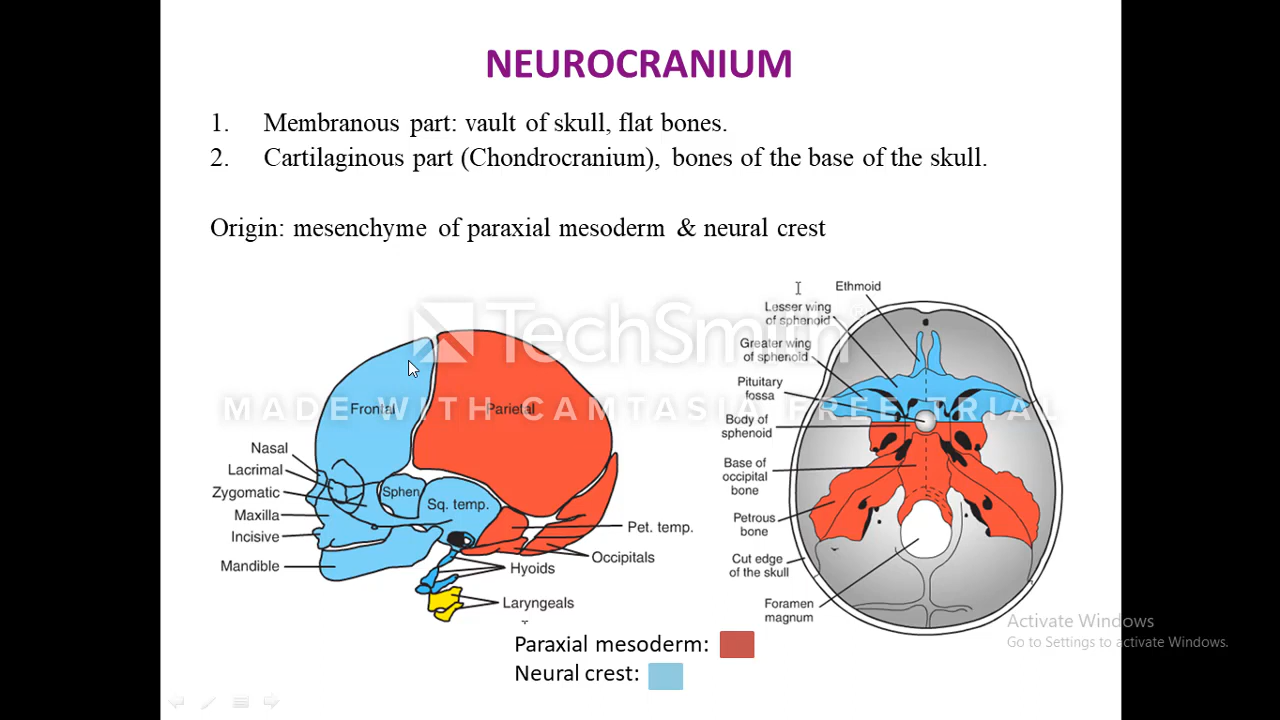 NEUROCRANIUM
1. Membranous part: vault of skull, flat bones.
2. Cartilaginous part (Chondrocranium), bones of the base of the skull.
Origin: mesenchyme of paraxial mesoderm & neural crest
TechSmith
MADE WITH CAMTASIA FREE TRIAL
Frontal
Parietal
Nasal
Lacrimal
Zygomatic
Maxilla
Incisive
Mandible
Sphen
Sq. temp.
Pet. temp.
Occipitals
Hyoids
Laryngeals
Ethmoid
Lesser wing
of sphenoid
Greater wing
of sphenoid
Pituitary
fossa
Body of
sphenoid
Base of
occipital
bone
Petrous
bone
Cut edge
of the skull
Foramen
magnum
Paraxial mesoderm:
Neural crest:
Activate Windows
Go to Settings to activate Windows.